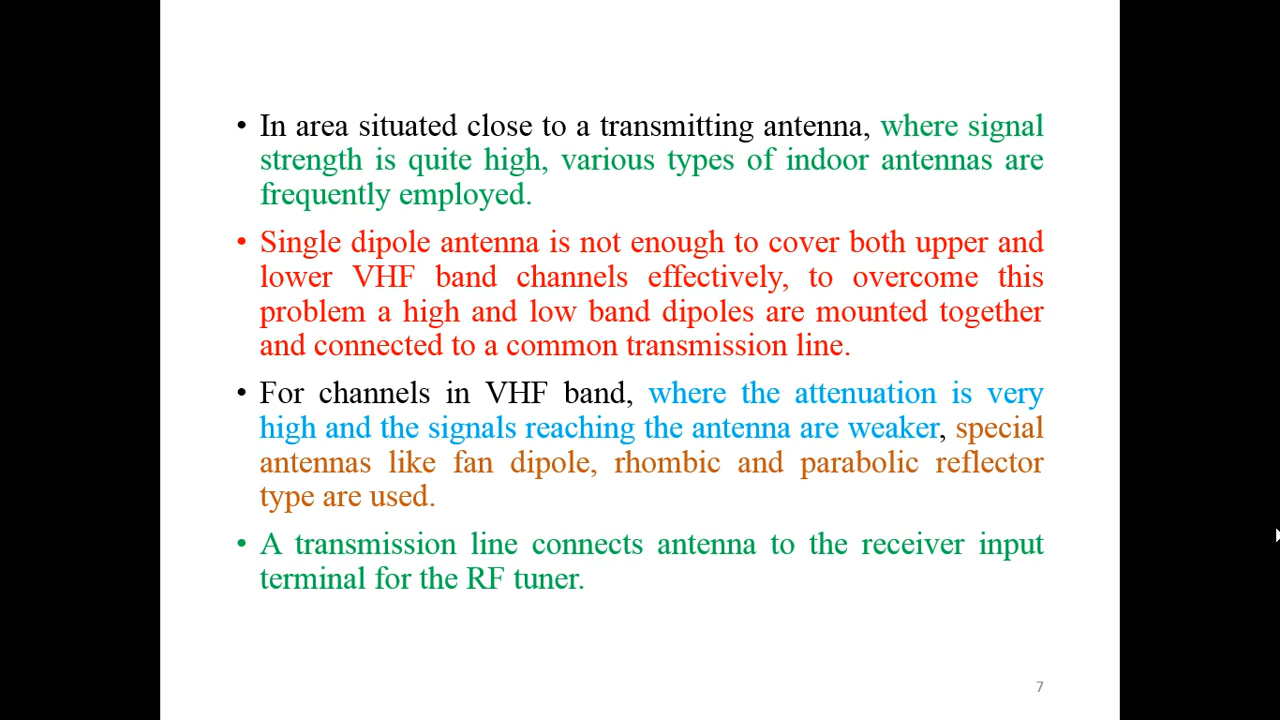 • In area situated close to a transmitting antenna, where signal
strength is quite high, various types of indoor antennas are
frequently employed.
• Single dipole antenna is not enough to cover both upper and
lower VHF band channels effectively, to overcome this
problem a high and low band dipoles are mounted together
and connected to a common transmission line.
• For channels in VHF band, where the attenuation is very
high and the signals reaching the antenna are weaker, special
antennas like fan dipole, rhombic and parabolic reflector
type are used.
• A transmission line connects antenna to the receiver input
terminal for the RF tuner.
7